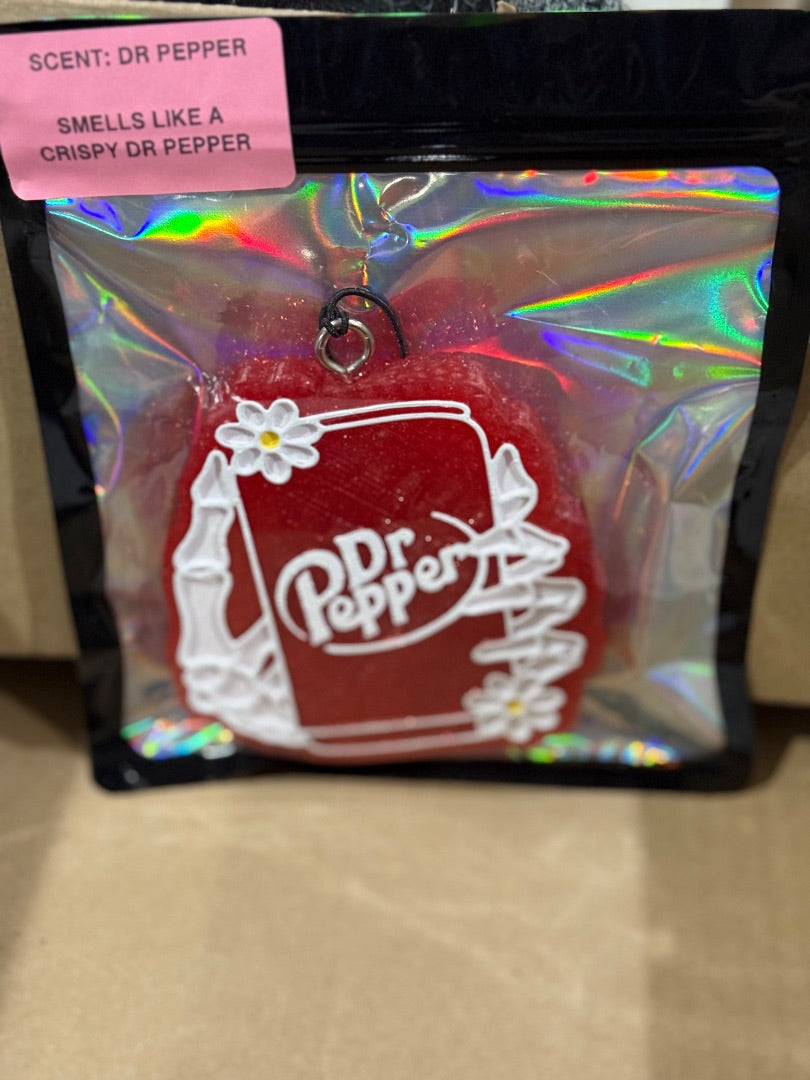 SCENT: DR PEPPER
SMELLS LIKE A
CRISPY DR PEPPER
Dr
Pepper